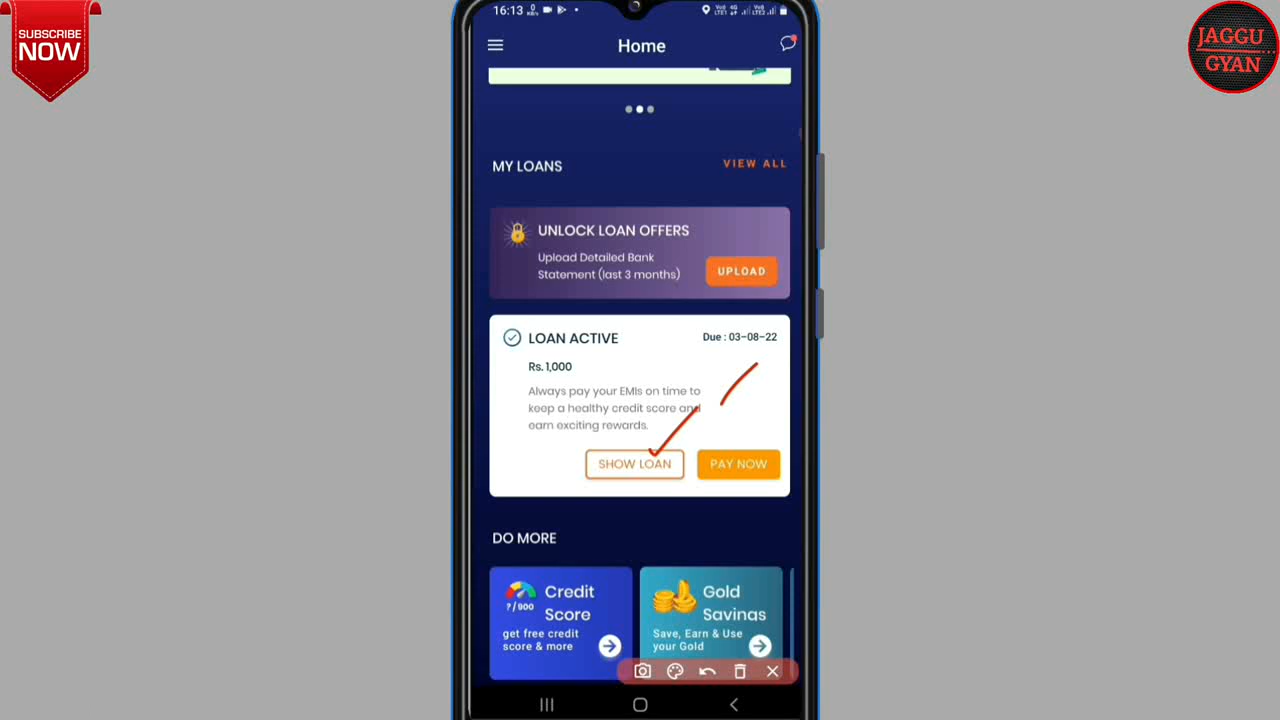 SUBSCRIBE
NOW
JAGGU
GYAN
16:13
Home
MY LOANS
VIEW ALL
UNLOCK LOAN OFFERS
Upload Detailed Bank
Statement (last 3 months)
UPLOAD
LOAN ACTIVE
Due : 03-08-22
Rs. 1,000
Always pay your EMIs on time to
keep a healthy credit score and
earn exciting rewards.
SHOW LOAN
PAY NOW
DO MORE
Credit
Score
? / 900
get free credit
score & more
Gold
Savings
Save, Earn & Use
your Gold